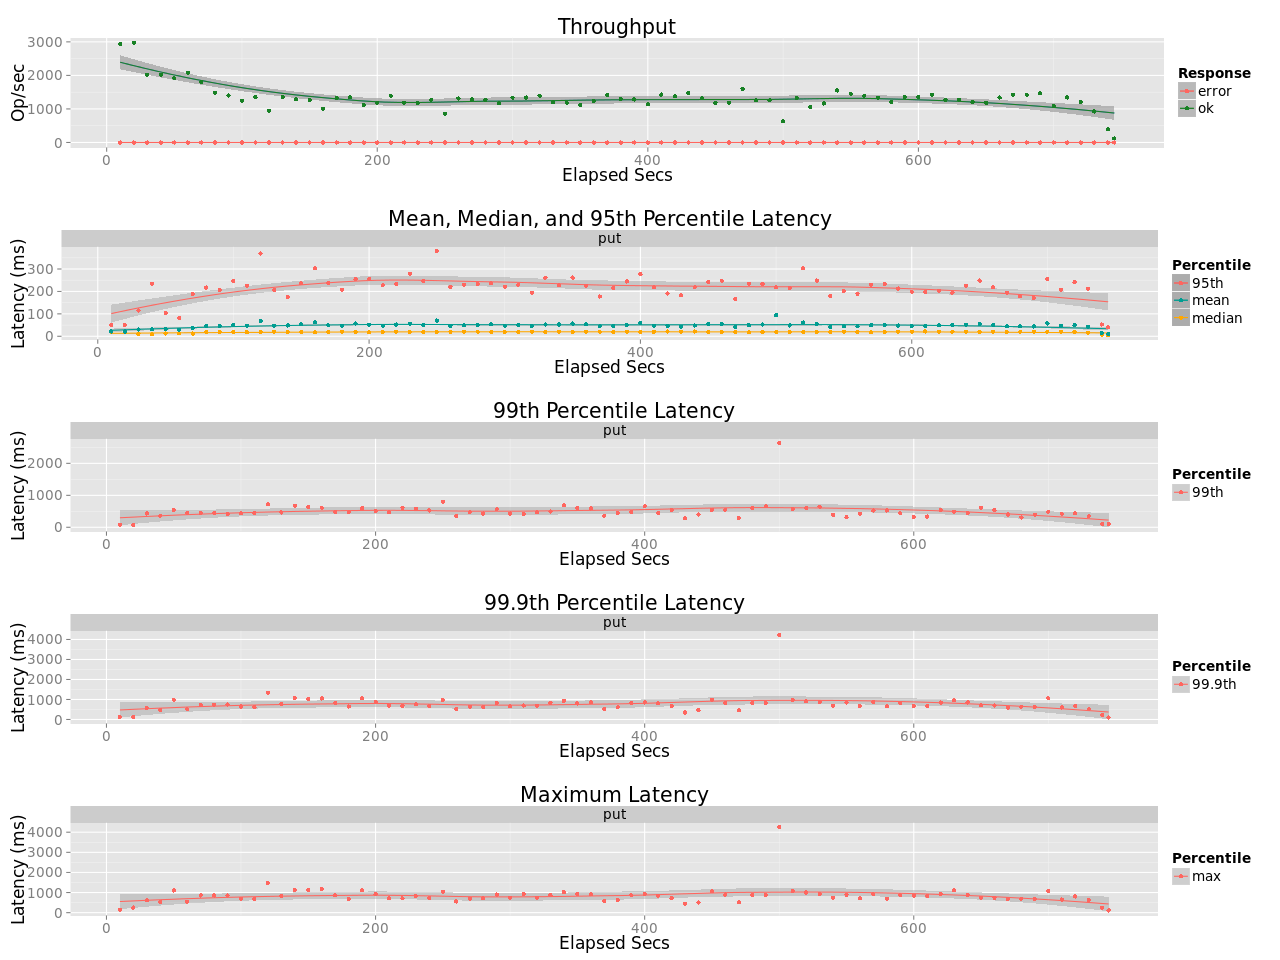 Throughput
3000
2000
1000
0
Op/sec
0 200 400 600
Elapsed Secs
Response
error
ok
Mean, Median, and 95th Percentile Latency
put
300
200
100
0
Latency (ms)
0 200 400 600
Elapsed Secs
Percentile
95th
mean
median
99th Percentile Latency
put
2000
1000
0
Latency (ms)
0 200 400 600
Elapsed Secs
Percentile
99th
99.9th Percentile Latency
put
4000
3000
2000
1000
0
Latency (ms)
0 200 400 600
Elapsed Secs
Percentile
99.9th
Maximum Latency
put
4000
3000
2000
1000
0
Latency (ms)
0 200 400 600
Elapsed Secs
Percentile
max